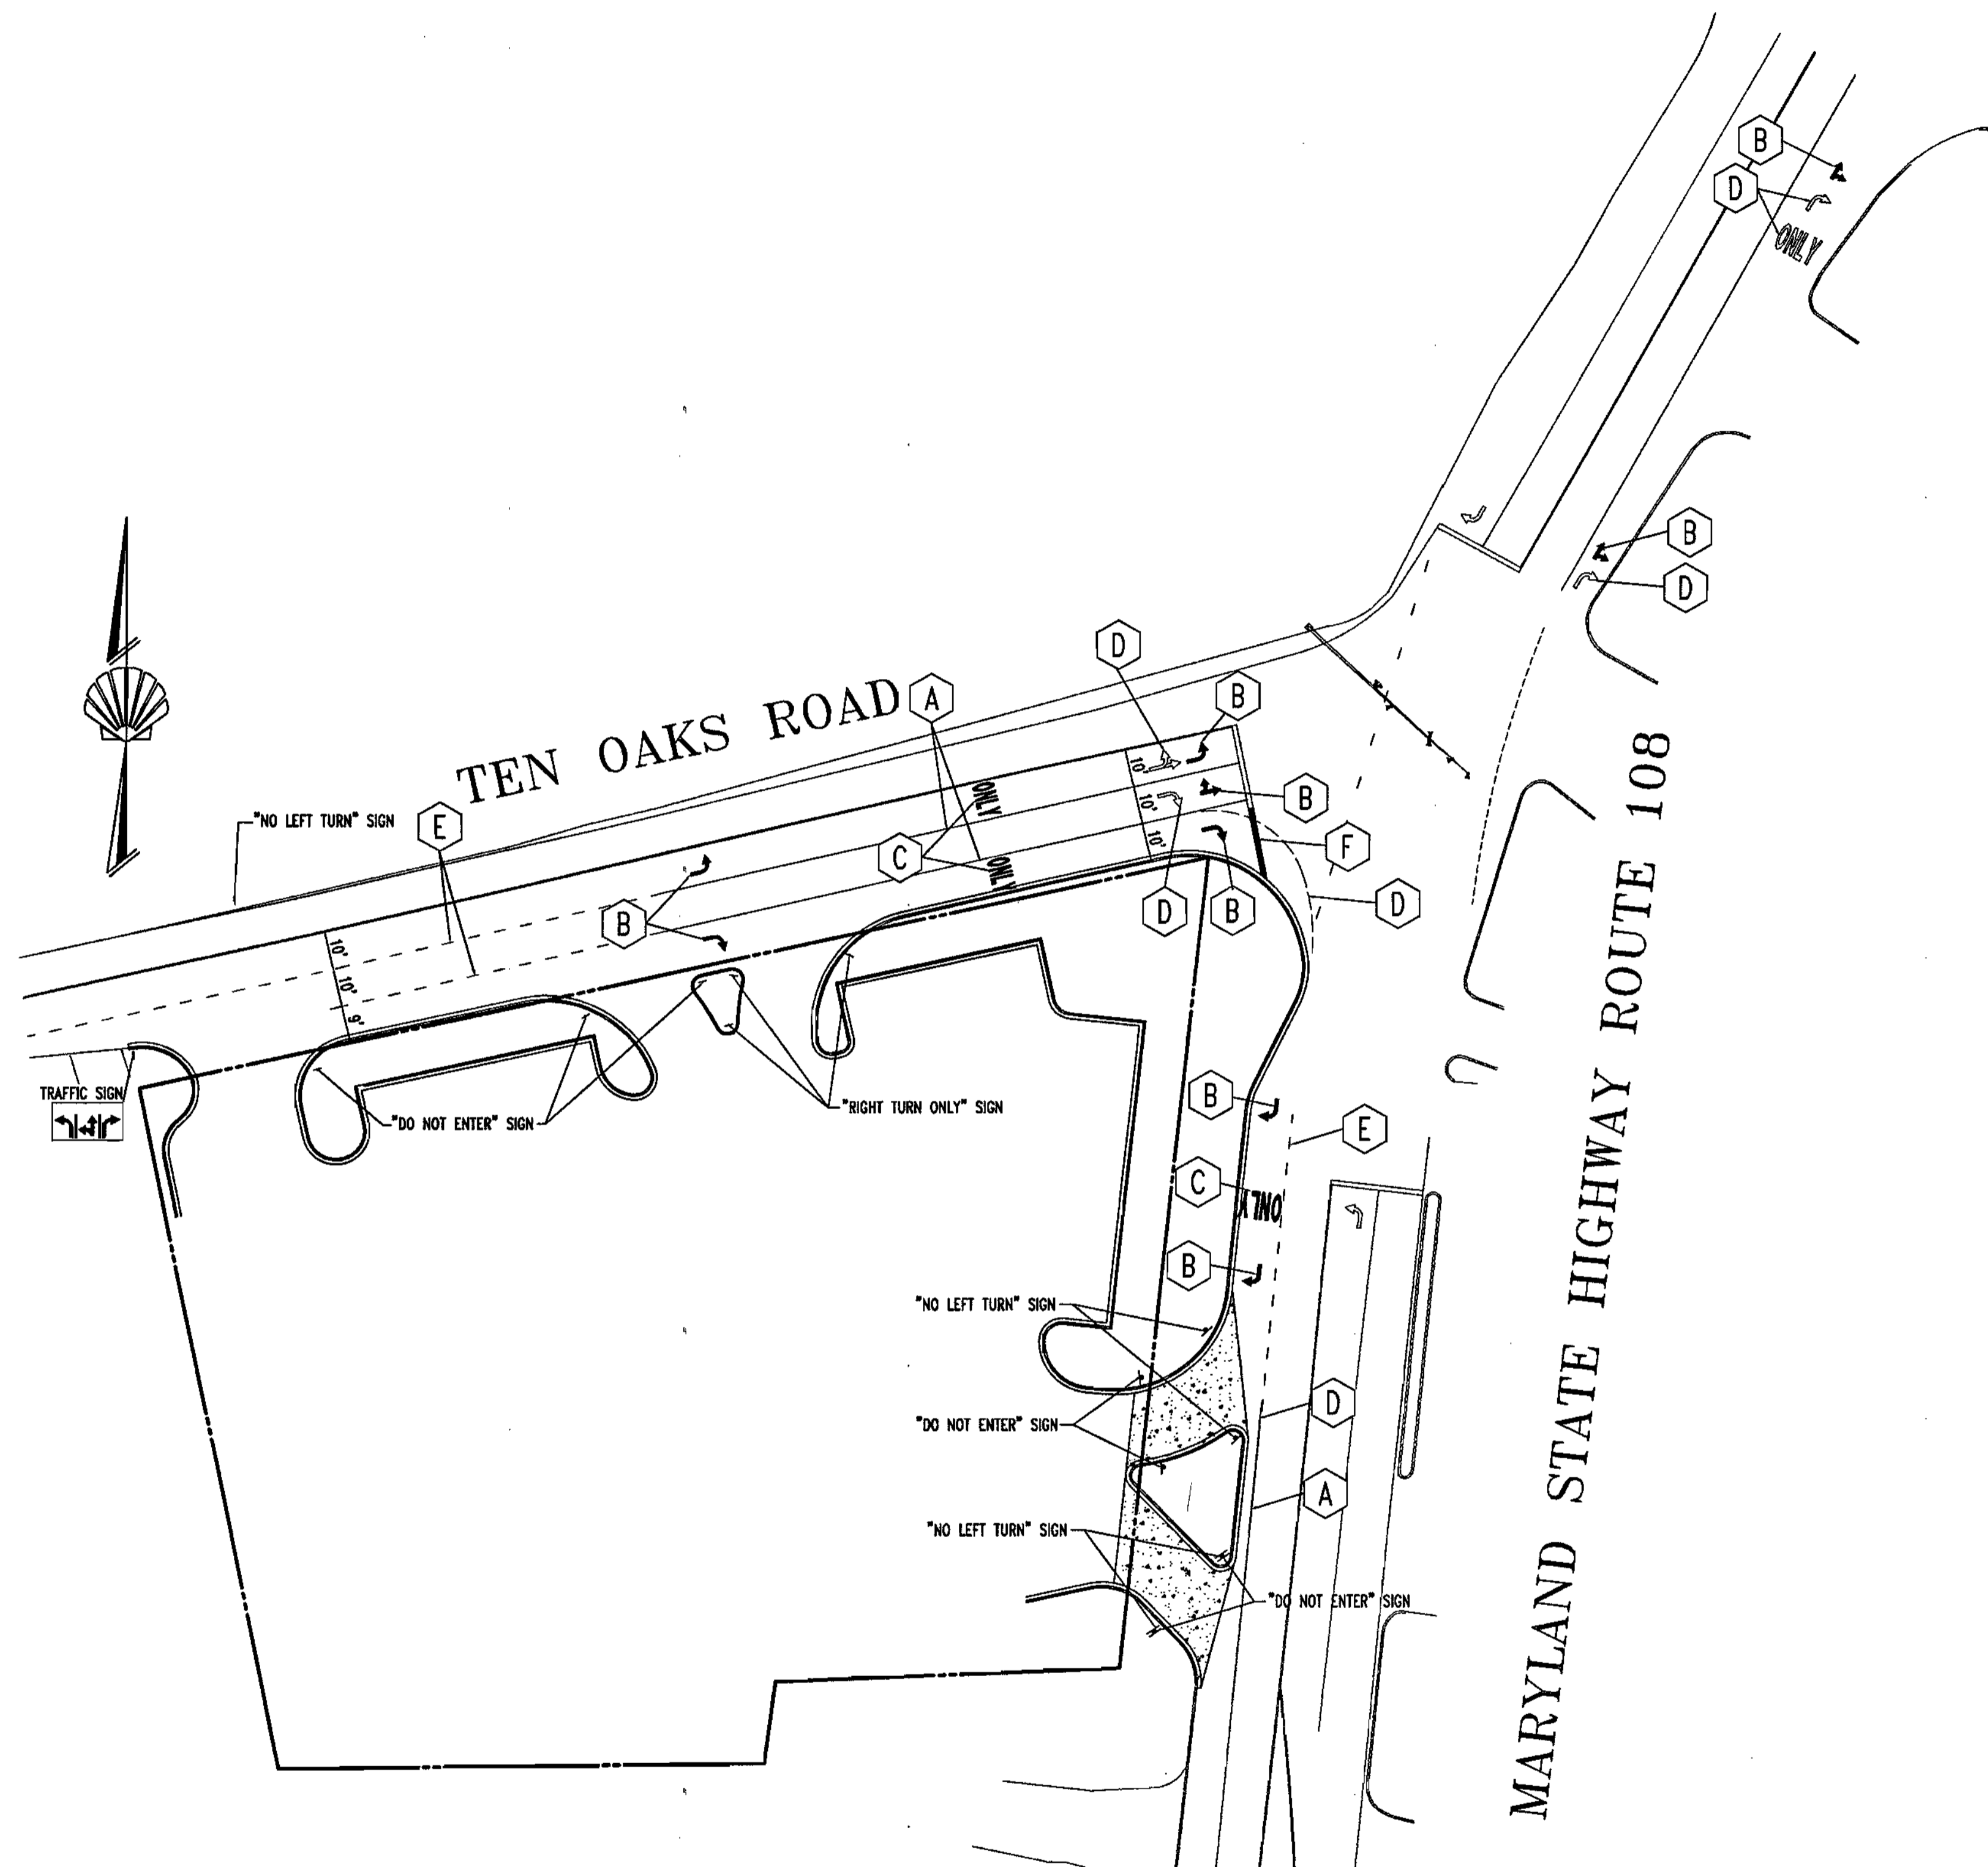 B
D
ONLY
B
D
D
B
A
TEN OAKS ROAD
"NO LEFT TURN" SIGN
E
ONLY
10'
10'
10'
B
C
ONLY
F
B
D
B
D
10'
10'
9'
TRAFFIC SIGN
"DO NOT ENTER" SIGN
"RIGHT TURN ONLY" SIGN
B
E
C
ONLY
B
"NO LEFT TURN" SIGN
"DO NOT ENTER" SIGN
D
A
"NO LEFT TURN" SIGN
"DO NOT ENTER" SIGN
MARYLAND STATE HIGHWAY ROUTE 108